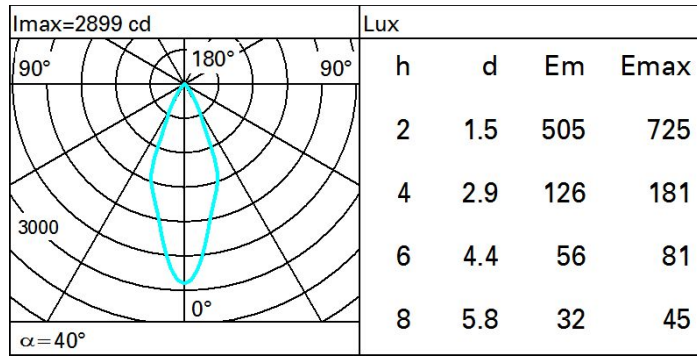 Imax=2899 cd
Lux
90° 180° 90°
h d Em Emax
2 1.5 505 725
4 2.9 126 181
3000
6 4.4 56 81
0°
8 5.8 32 45
α=40°